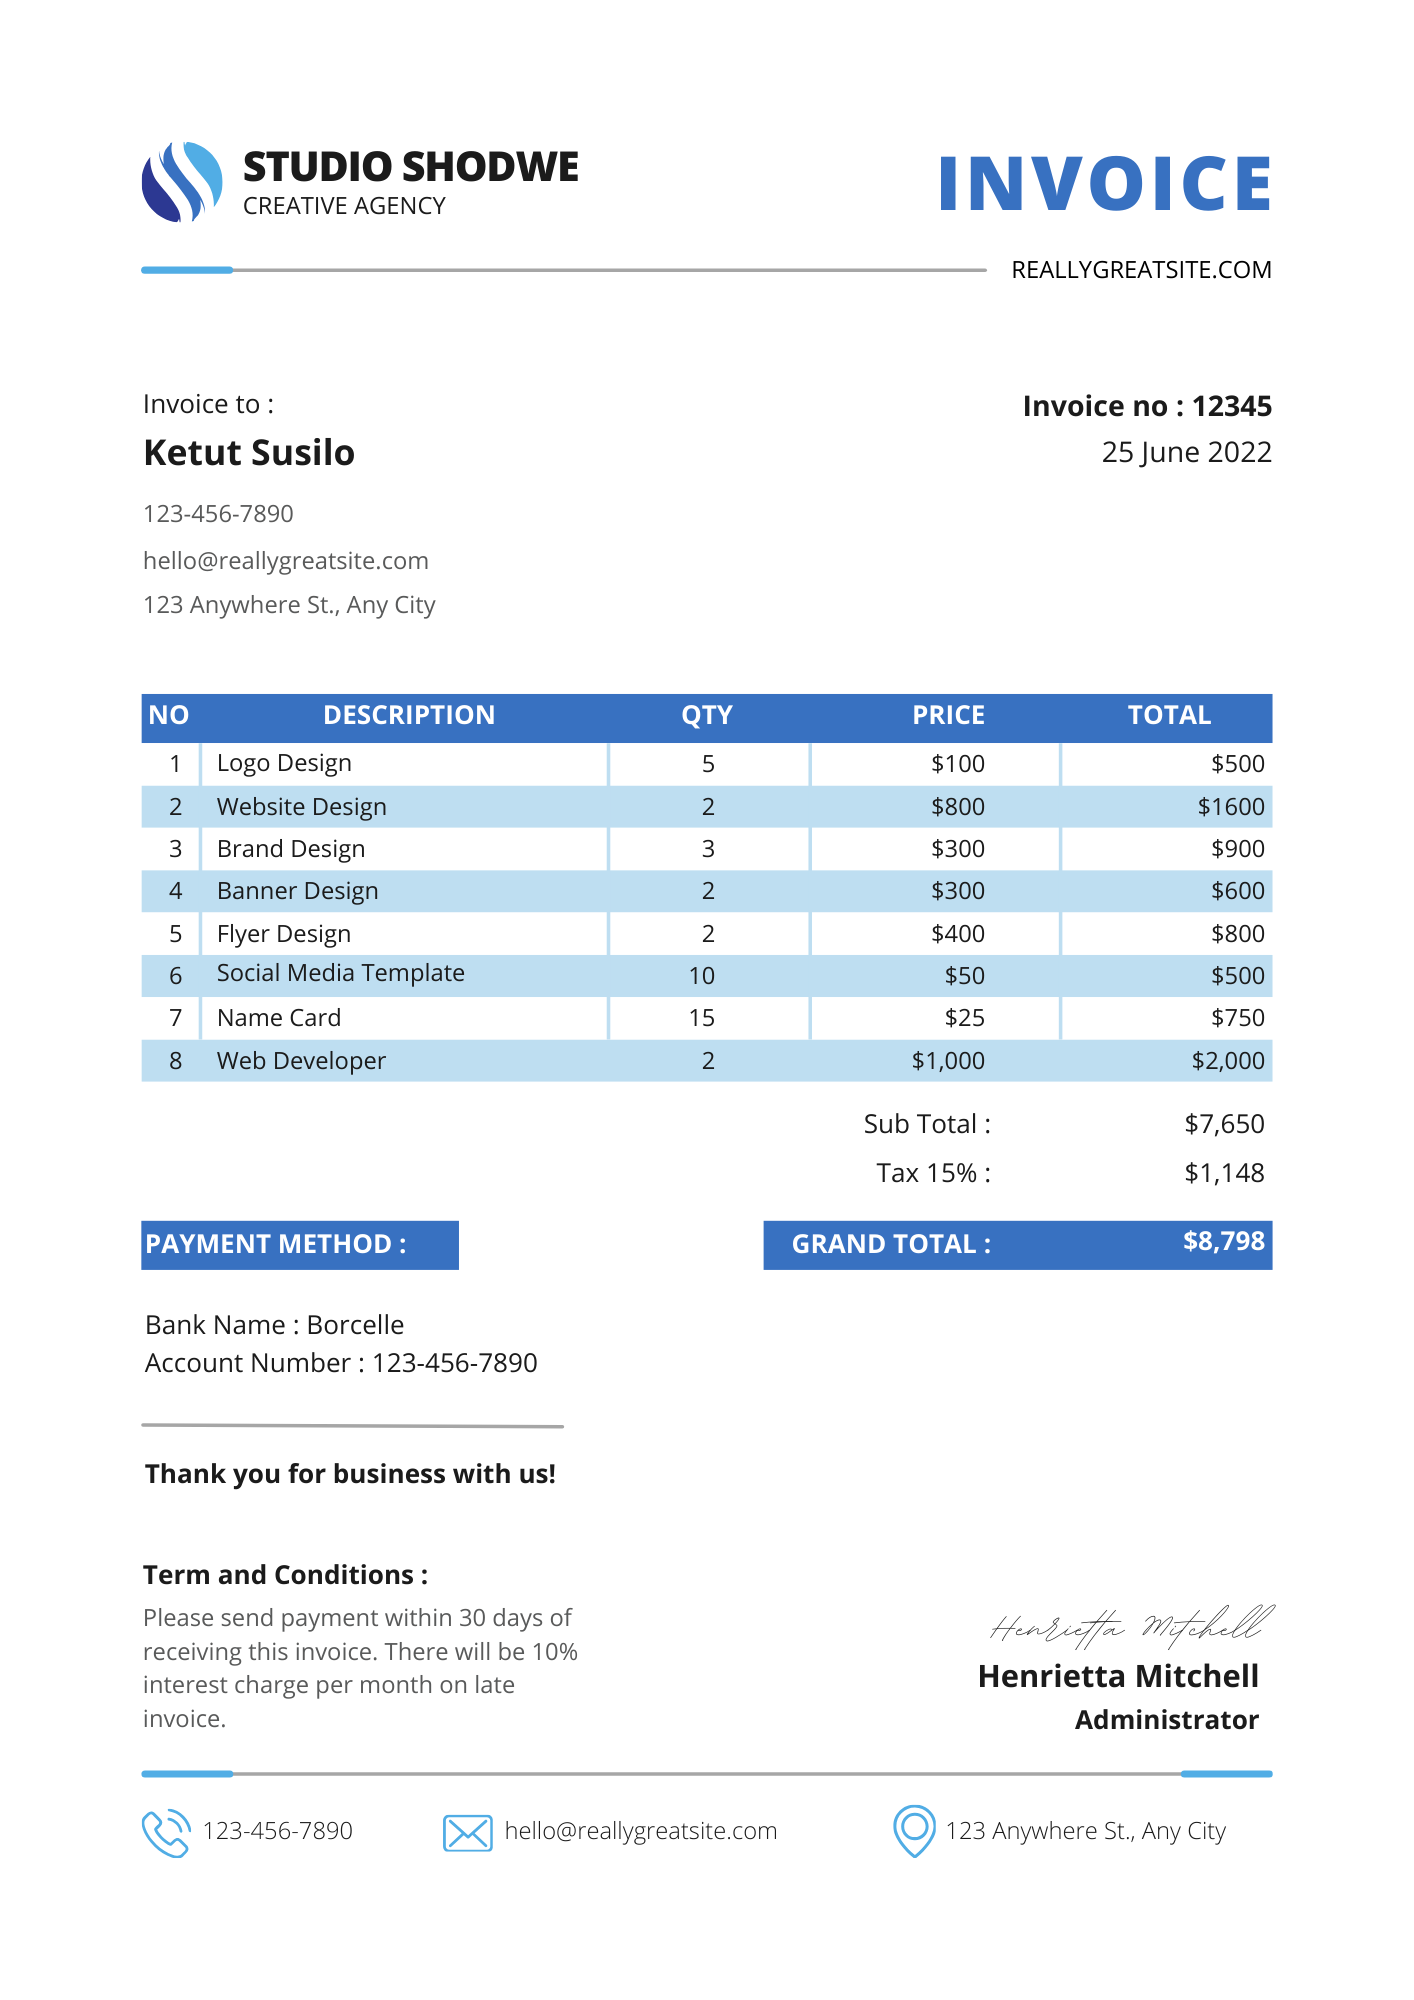 STUDIO SHODWE
CREATIVE AGENCY
INVOICE
REALLYGREATSITE.COM
Invoice to :
Ketut Susilo
123-456-7890
hello@reallygreatsite.com
123 Anywhere St., Any City
Invoice no : 12345
25 June 2022
NO DESCRIPTION QTY PRICE TOTAL
1 Logo Design 5 $100 $500
2 Website Design 2 $800 $1600
3 Brand Design 3 $300 $900
4 Banner Design 2 $300 $600
5 Flyer Design 2 $400 $800
6 Social Media Template 10 $50 $500
7 Name Card 15 $25 $750
8 Web Developer 2 $1,000 $2,000
Sub Total : $7,650
Tax 15% : $1,148
GRAND TOTAL : $8,798
PAYMENT METHOD :
Bank Name : Borcelle
Account Number : 123-456-7890
Thank you for business with us!
Term and Conditions :
Please send payment within 30 days of
receiving this invoice. There will be 10%
interest charge per month on late
invoice.
Henrietta Mitchell
Henrietta Mitchell
Administrator
123-456-7890 hello@reallygreatsite.com 123 Anywhere St., Any City